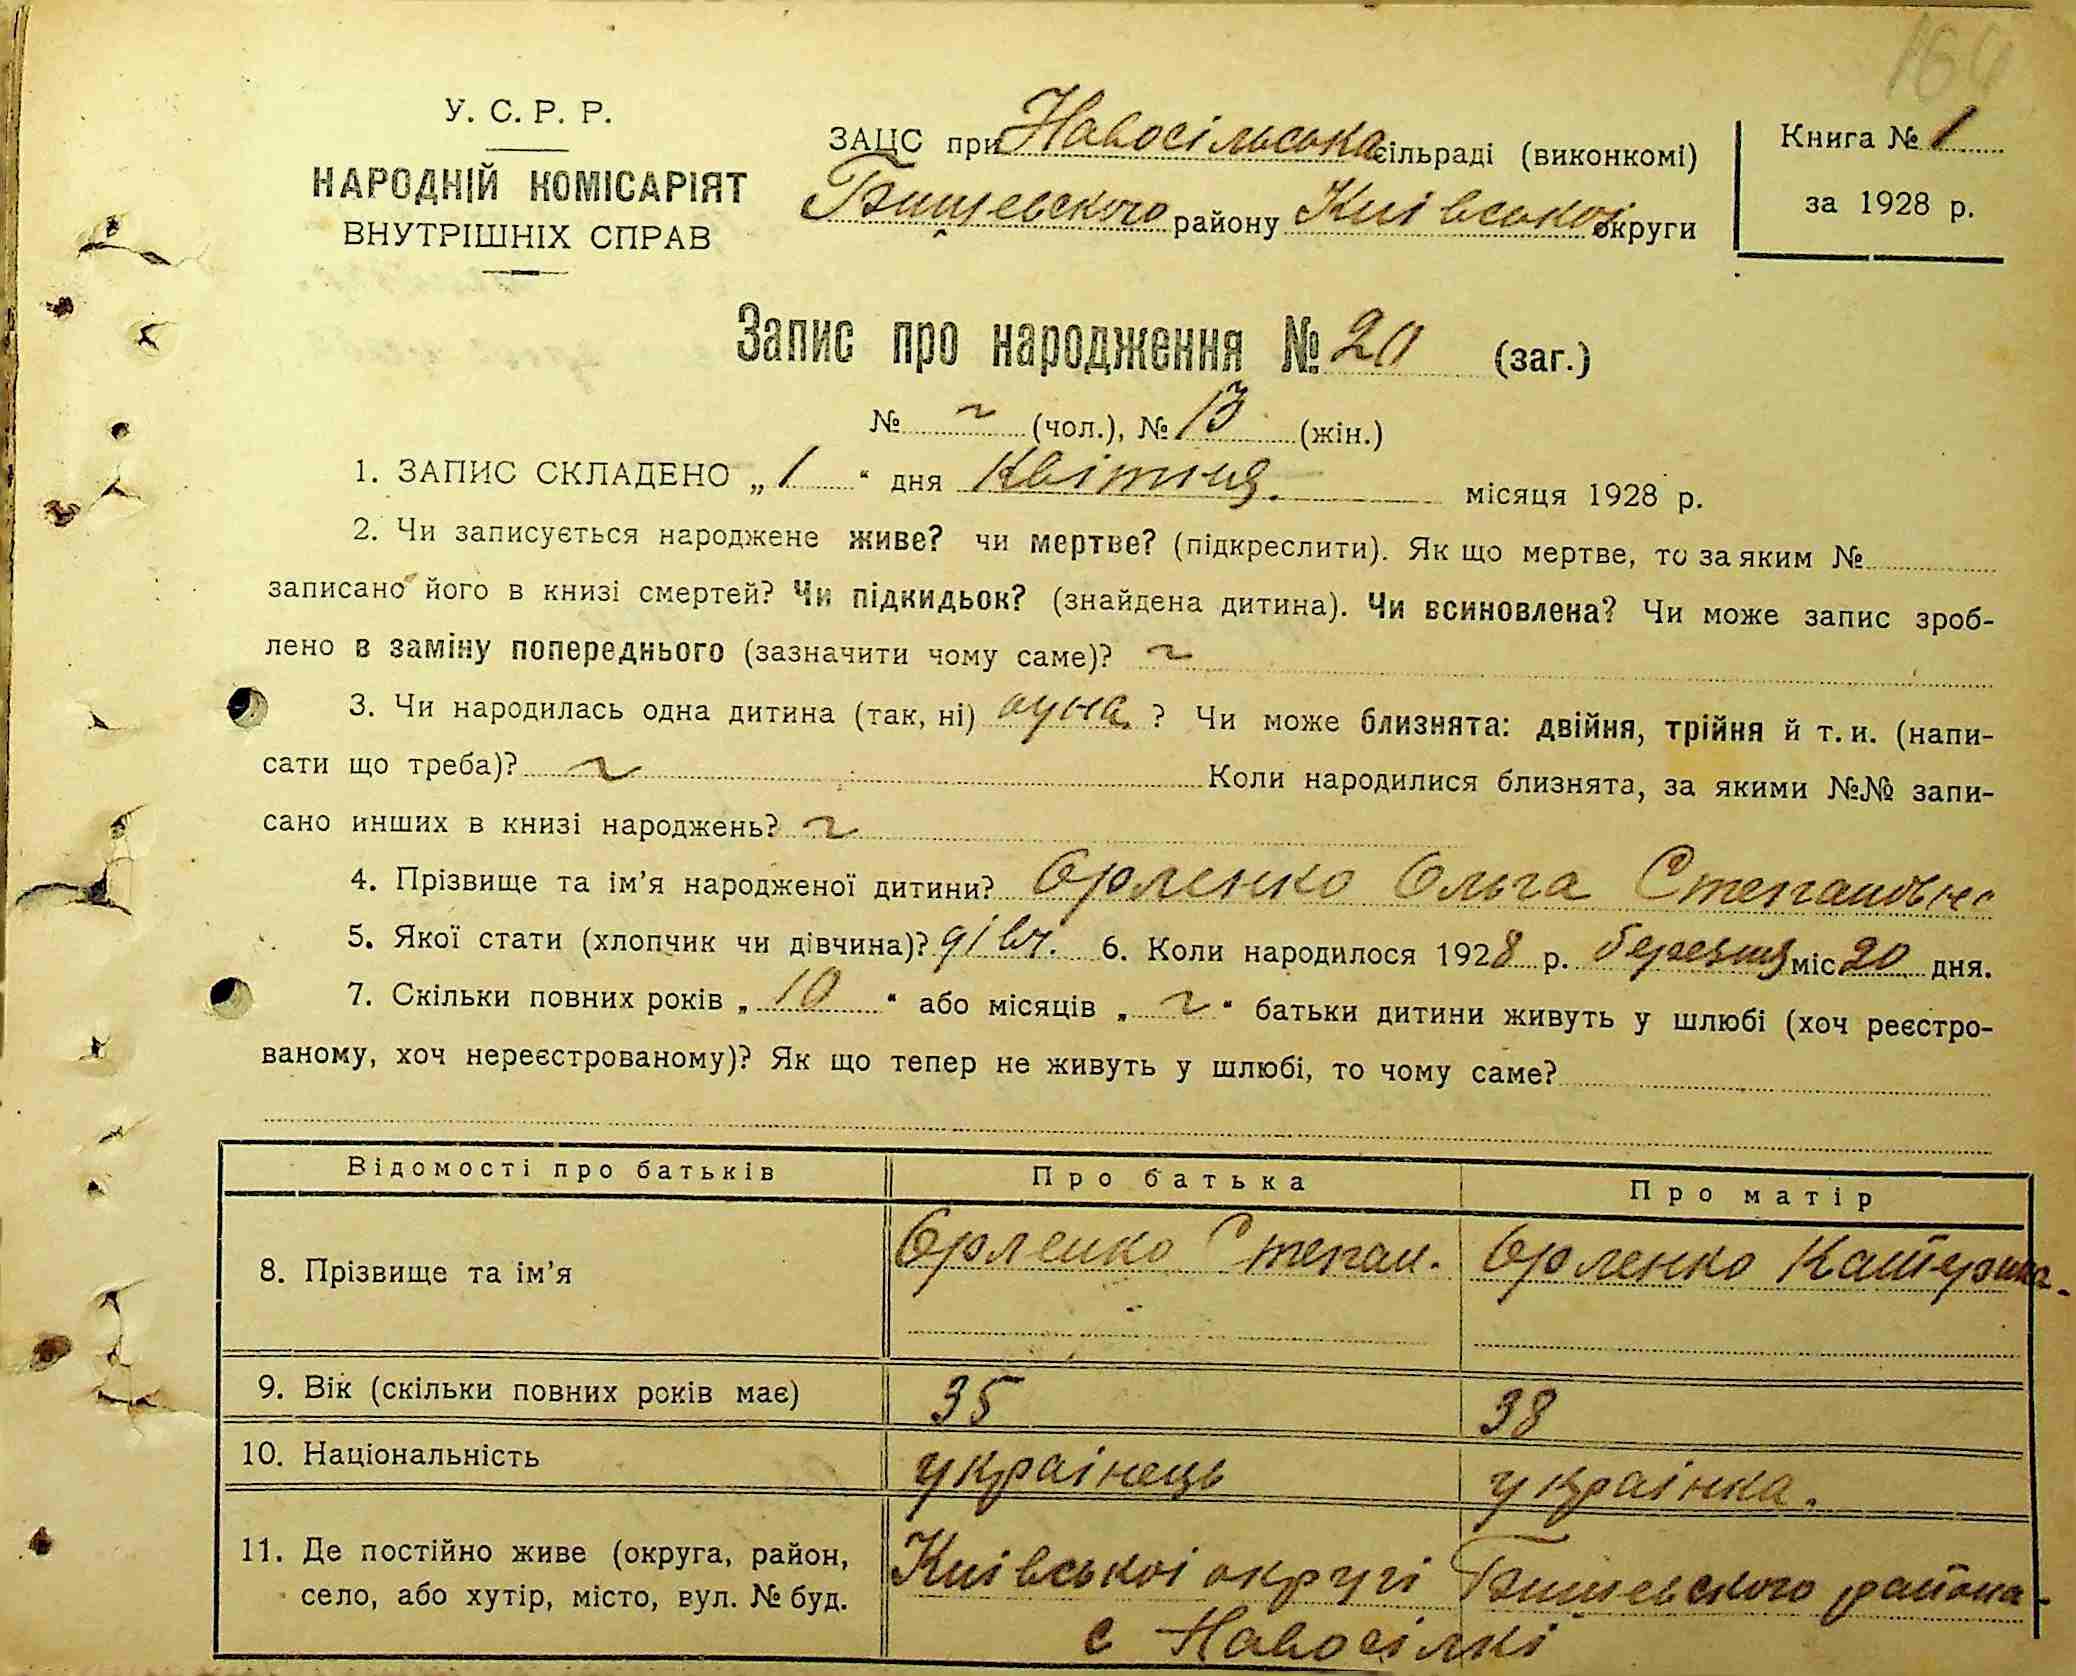 164
У. С. Р. Р.
НАРОДНІЙ КОМІСАРІЯТ
ВНУТРІШНІХ СПРАВ
ЗАЦС при Новосільська сільраді (виконкомі)
Бишевского району Київської округи
Книга № 1
за 1928 р.
Запис про народження № 20 (заг.)
№ ~ (чол.), № 13 (жін.)
1. ЗАПИС СКЛАДЕНО „ 1 “ дня Квітня. місяця 1928 р.
2. Чи записується народжене живе? чи мертве? (підкреслити). Як що мертве, то за яким №
записано його в книзі смертей? Чи підкидьок? (знайдена дитина). Чи всиновлена? Чи може запис зроб-
лено в заміну попереднього (зазначити чому саме)? ~
3. Чи народилась одна дитина (так, ні) одна ? Чи може близнята: двійня, трійня й т. и. (напи-
сати що треба)? ~ Коли народилися близнята, за якими №№ запи-
сано инших в книзі народжень? ~
4. Прізвище та ім’я народженої дитини? Орленко Ольга Степановна
5. Якої стати (хлопчик чи дівчина)? дівч. 6. Коли народилося 1928 р. березня міс 20 дня.
7. Скільки повних років „ 10 “ або місяців „ ~ “ батьки дитини живуть у шлюбі (хоч реєстро-
ваному, хоч нереєстрованому)? Як що тепер не живуть у шлюбі, то чому саме?
Відомості про батьків Про батька Про матір
8. Прізвище та ім’я Орленко Степан. Орленко Катерина.
9. Вік (скільки повних років має) 35 38
10. Національність українець українка.
11. Де постійно живе (округа, район, Київської округі Бишевского района
село, або хутір, місто, вул. № буд. с Новосілкі